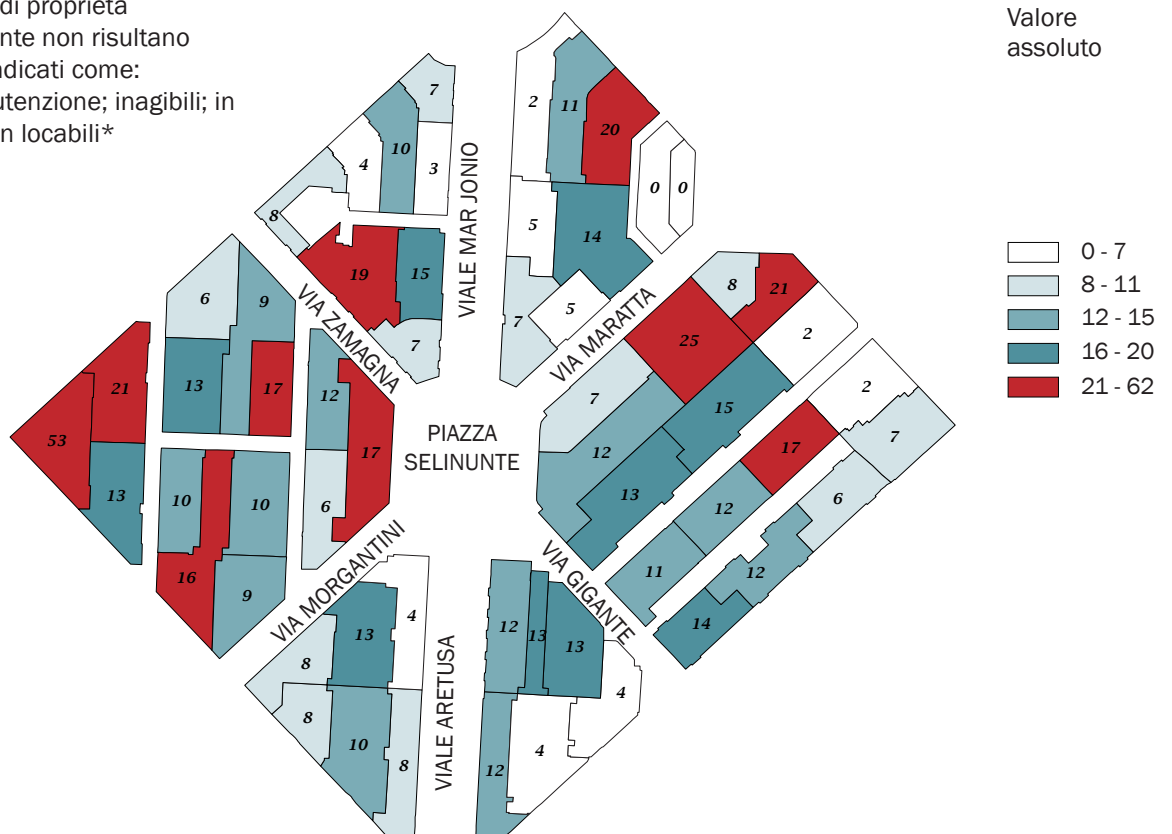 di proprietà
nte non risultano
dicati come:
utenzione; inagibili; in
n locabili*
Valore
assoluto
0 - 7
8 - 11
12 - 15
16 - 20
21 - 62
7
10
4
3
8
19
15
7
2
11
20
0
0
5
14
5
7
VIALE MAR JONIO
VIA ZAMAGNA
VIA MARATTA
6
9
13
17
21
53
13
12
17
6
10
10
16
9
PIAZZA
SELINUNTE
8
21
25
2
7
15
12
13
2
7
17
6
12
11
12
14
VIA MORGANTINI
VIA GIGANTE
VIALE ARETUSA
13
4
8
8
10
8
12
13
13
4
4
12